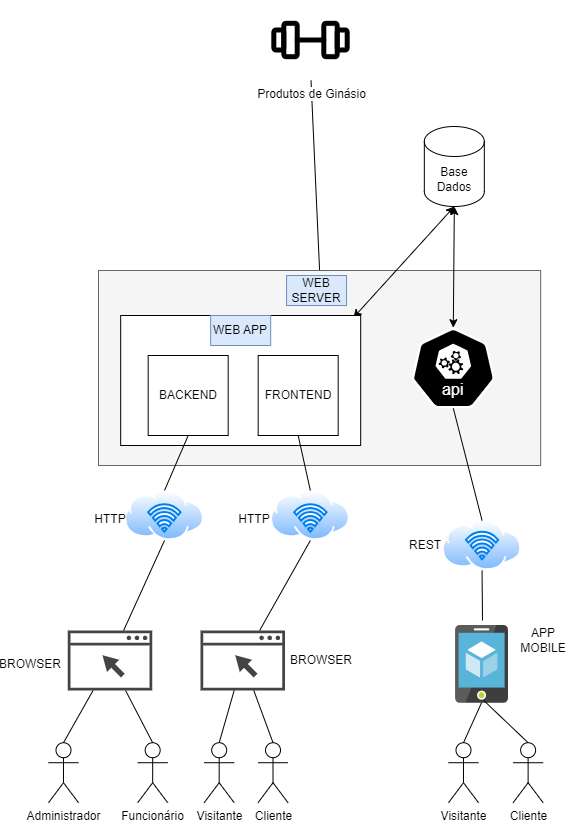 Produtos de Ginásio
Base
Dados
WEB
SERVER
WEB APP
BACKEND
FRONTEND
api
HTTP
HTTP
REST
BROWSER
BROWSER
APP
MOBILE
Administrador
Funcionário
Visitante
Cliente
Visitante
Cliente